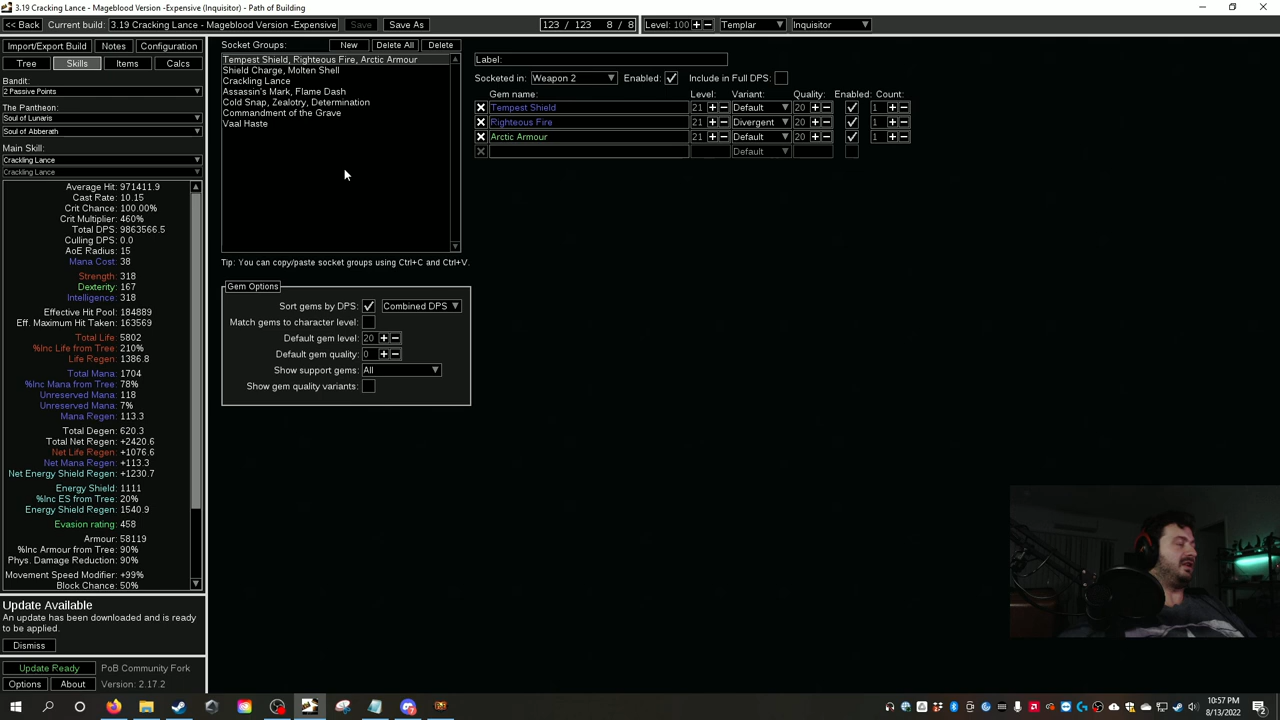 3.19 Cracking Lance - Mageblood Version -Expensive (Inquisitor) - Path of Building
<< Back
Current build:
3.19 Cracking Lance - Mageblood Version -Expensive
Save
Save As
123 / 123 8 / 8
Level: 100 + -
Templar
Inquisitor
Import/Export Build
Notes
Configuration
Tree
Skills
Items
Calcs
Bandit:
2 Passive Points
The Pantheon:
Soul of Lunaris
Soul of Abberath
Main Skill:
Crackling Lance
Crackling Lance
Average Hit: 971411.9
Cast Rate: 10.15
Crit Chance: 100.00%
Crit Multiplier: 460%
Total DPS: 9863566.5
Culling DPS: 0.0
AoE Radius: 15
Mana Cost: 38
Strength: 318
Dexterity: 167
Intelligence: 318
Effective Hit Pool: 184889
Eff. Maximum Hit Taken: 163569
Total Life: 5802
%Inc Life from Tree: 210%
Life Regen: 1386.8
Total Mana: 1704
%Inc Mana from Tree: 78%
Unreserved Mana: 118
Unreserved Mana: 7%
Mana Regen: 113.3
Total Degen: 620.3
Total Net Regen: +2420.6
Net Life Regen: +1076.6
Net Mana Regen: +113.3
Net Energy Shield Regen: +1230.7
Energy Shield: 1111
%Inc ES from Tree: 20%
Energy Shield Regen: 1540.9
Evasion rating: 458
Armour: 58119
%Inc Armour from Tree: 90%
Phys. Damage Reduction: 90%
Movement Speed Modifier: +99%
Block Chance: 50%
Update Available
An update has been downloaded and is ready
to be applied.
Dismiss
Update Ready
PoB Community Fork
Options
About
Version: 2.17.2
Socket Groups:
New
Delete All
Delete
Tempest Shield, Righteous Fire, Arctic Armour
Shield Charge, Molten Shell
Crackling Lance
Assassin's Mark, Flame Dash
Cold Snap, Zealotry, Determination
Commandment of the Grave
Vaal Haste
Tip: You can copy/paste socket groups using Ctrl+C and Ctrl+V.
Gem Options
Sort gems by DPS:
Combined DPS
Match gems to character level:
Default gem level: 20 + -
Default gem quality: 0 + -
Show support gems: All
Show gem quality variants:
Label:
Socketed in: Weapon 2
Enabled:
Include in Full DPS:
Gem name: Level: Variant: Quality: Enabled: Count:
Tempest Shield 21 + - Default 20 + - 1 + -
Righteous Fire 21 + - Divergent 20 + - 1 + -
Arctic Armour 21 + - Default 20 + - 1 + -
Default
10:57 PM
8/13/2022